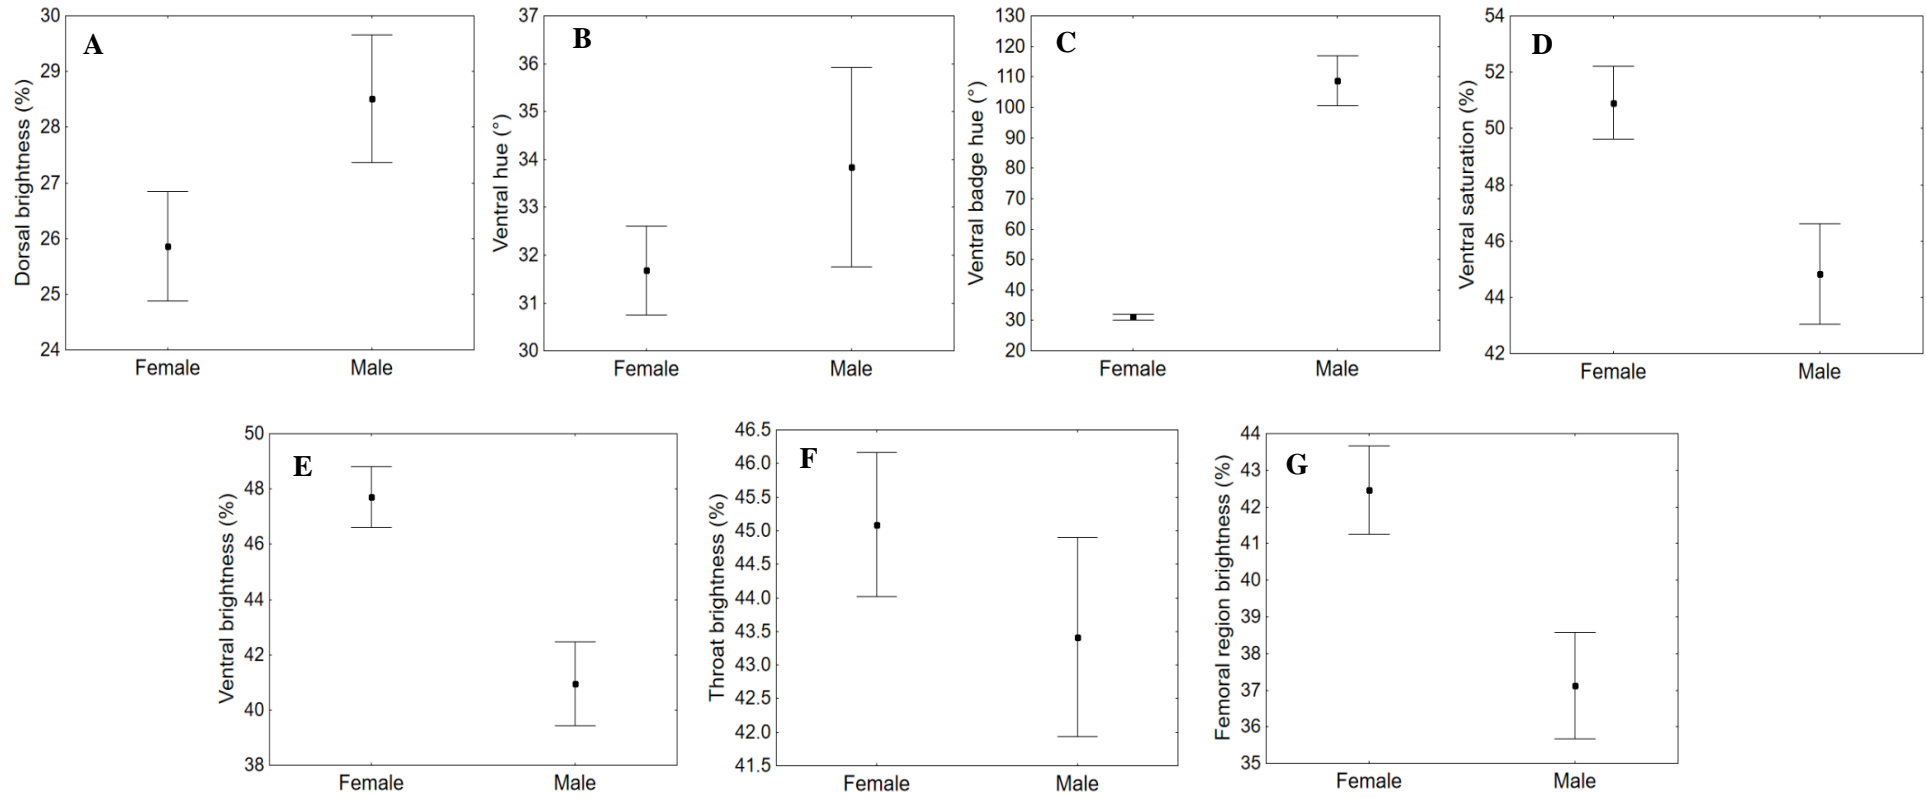 A
Dorsal brightness (%)
30
29
28
27
26
25
24
Female Male
B
Ventral hue (°)
37
36
35
34
33
32
31
30
Female Male
C
Ventral badge hue (°)
130
120
110
100
90
80
70
60
50
40
30
20
Female Male
D
Ventral saturation (%)
54
52
50
48
46
44
42
Female Male
E
Ventral brightness (%)
50
48
46
44
42
40
38
Female Male
F
Throat brightness (%)
46.5
46.0
45.5
45.0
44.5
44.0
43.5
43.0
42.5
42.0
41.5
Female Male
G
Femoral region brightness (%)
44
43
42
41
40
39
38
37
36
35
Female Male